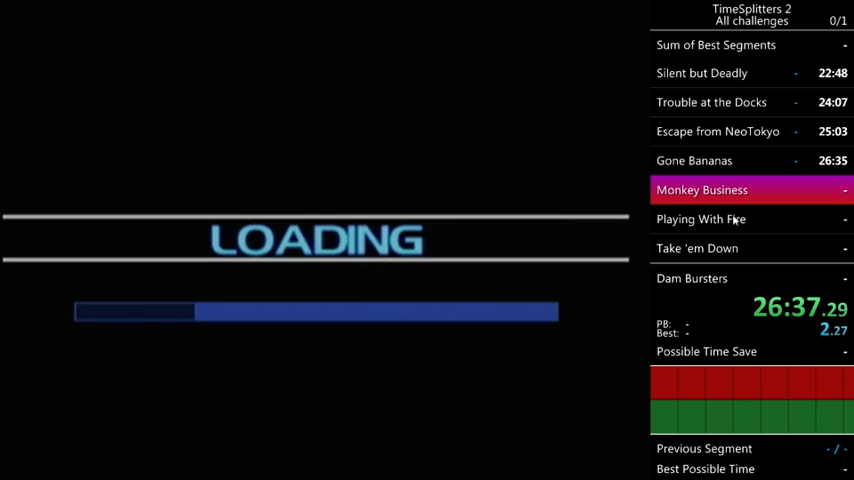 TimeSplitters 2
All challenges 0/1
Sum of Best Segments -
Silent but Deadly - 22:48
Trouble at the Docks - 24:07
Escape from NeoTokyo - 25:03
Gone Bananas - 26:35
Monkey Business -
Playing With Fire -
Take 'em Down -
Dam Bursters -
LOADING
26:37.29
PB: -
Best: - 2.27
Possible Time Save -
Previous Segment - / -
Best Possible Time -